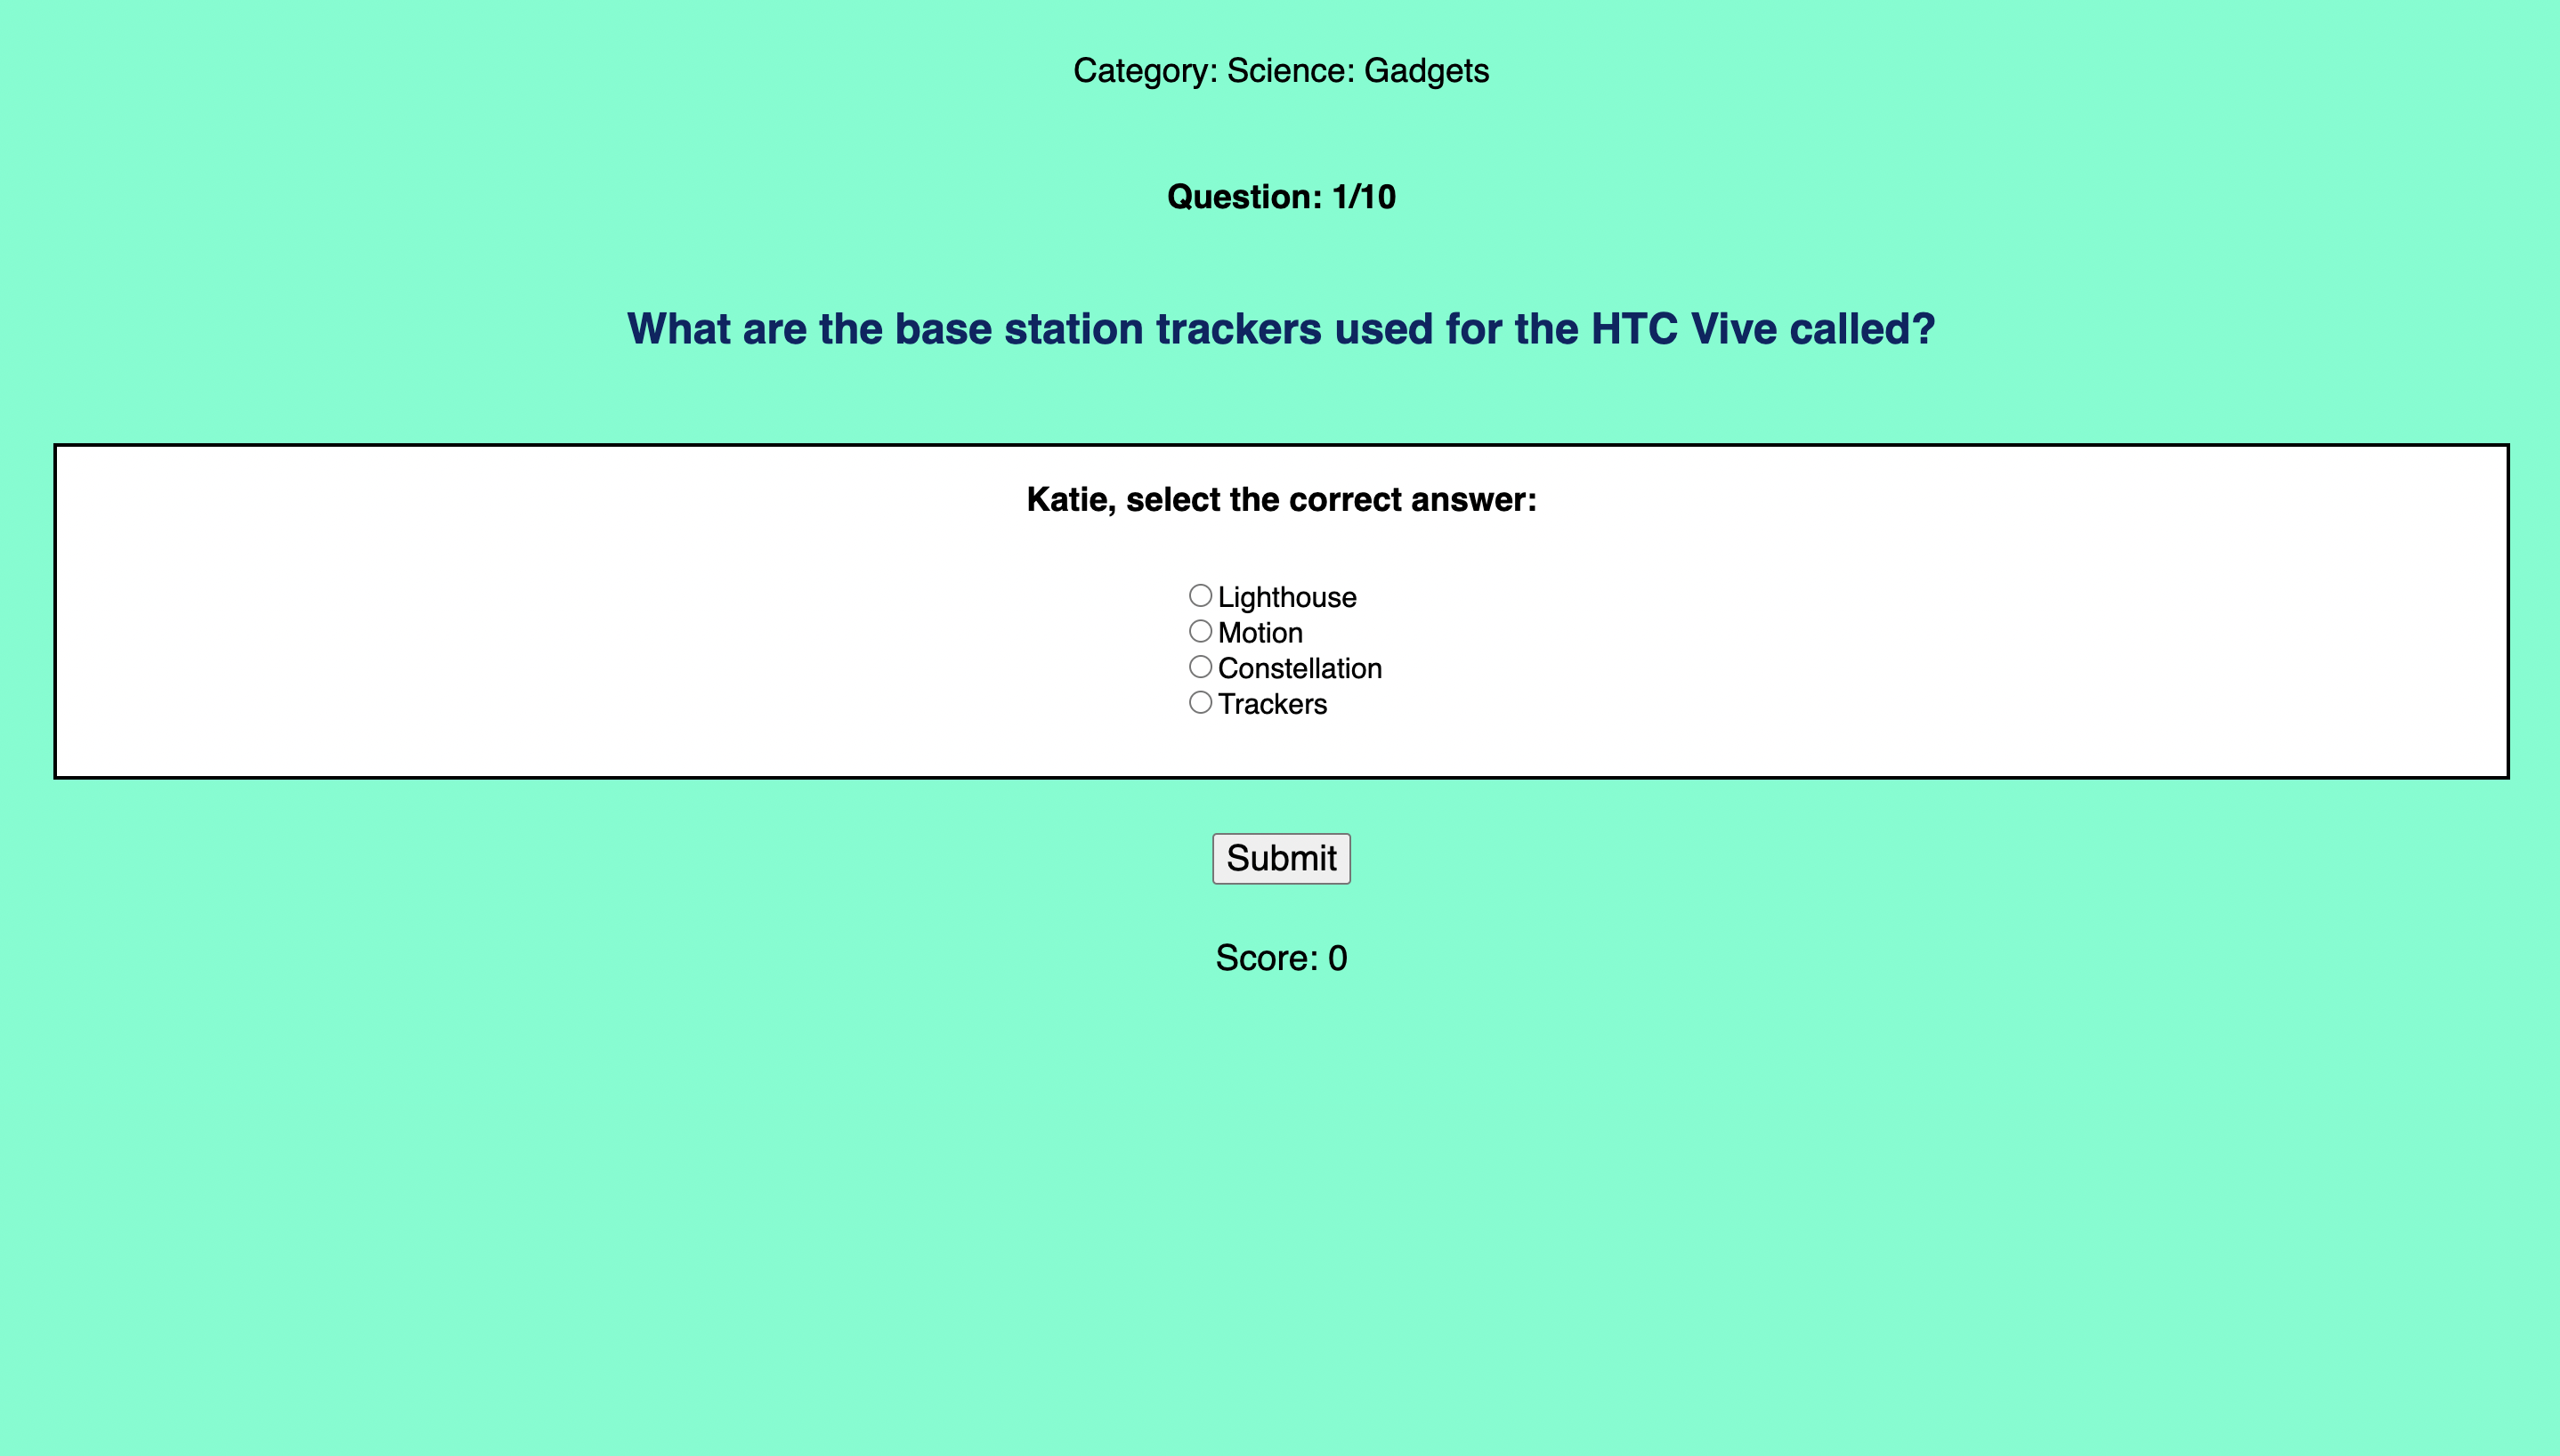 Category: Science: Gadgets
Question: 1/10
What are the base station trackers used for the HTC Vive called?
Katie, select the correct answer:
Lighthouse
Motion
Constellation
Trackers
Submit
Score: 0